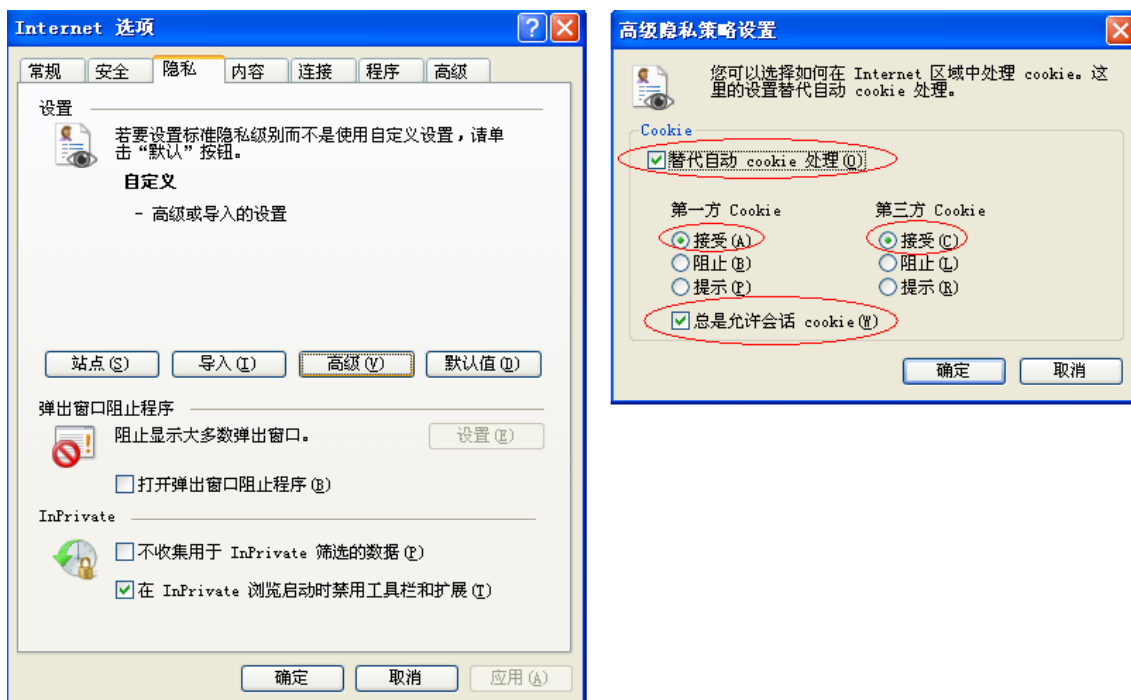 Internet 选项
常规
安全
隐私
内容
连接
程序
高级
设置
若要设置标准隐私级别而不是使用自定义设置，请单
击“默认”按钮。
自定义
- 高级或导入的设置
站点(S)
导入(I)
高级(V)
默认值(D)
弹出窗口阻止程序
阻止显示大多数弹出窗口。
设置(E)
打开弹出窗口阻止程序(B)
InPrivate
不收集用于 InPrivate 筛选的数据(P)
在 InPrivate 浏览启动时禁用工具栏和扩展(T)
确定
取消
应用(A)
高级隐私策略设置
您可以选择如何在 Internet 区域中处理 cookie。这
里的设置替代自动 cookie 处理。
Cookie
替代自动 cookie 处理(O)
第一方 Cookie
第三方 Cookie
接受(A)
接受(C)
阻止(B)
阻止(L)
提示(P)
提示(R)
总是允许会话 cookie(W)
确定
取消